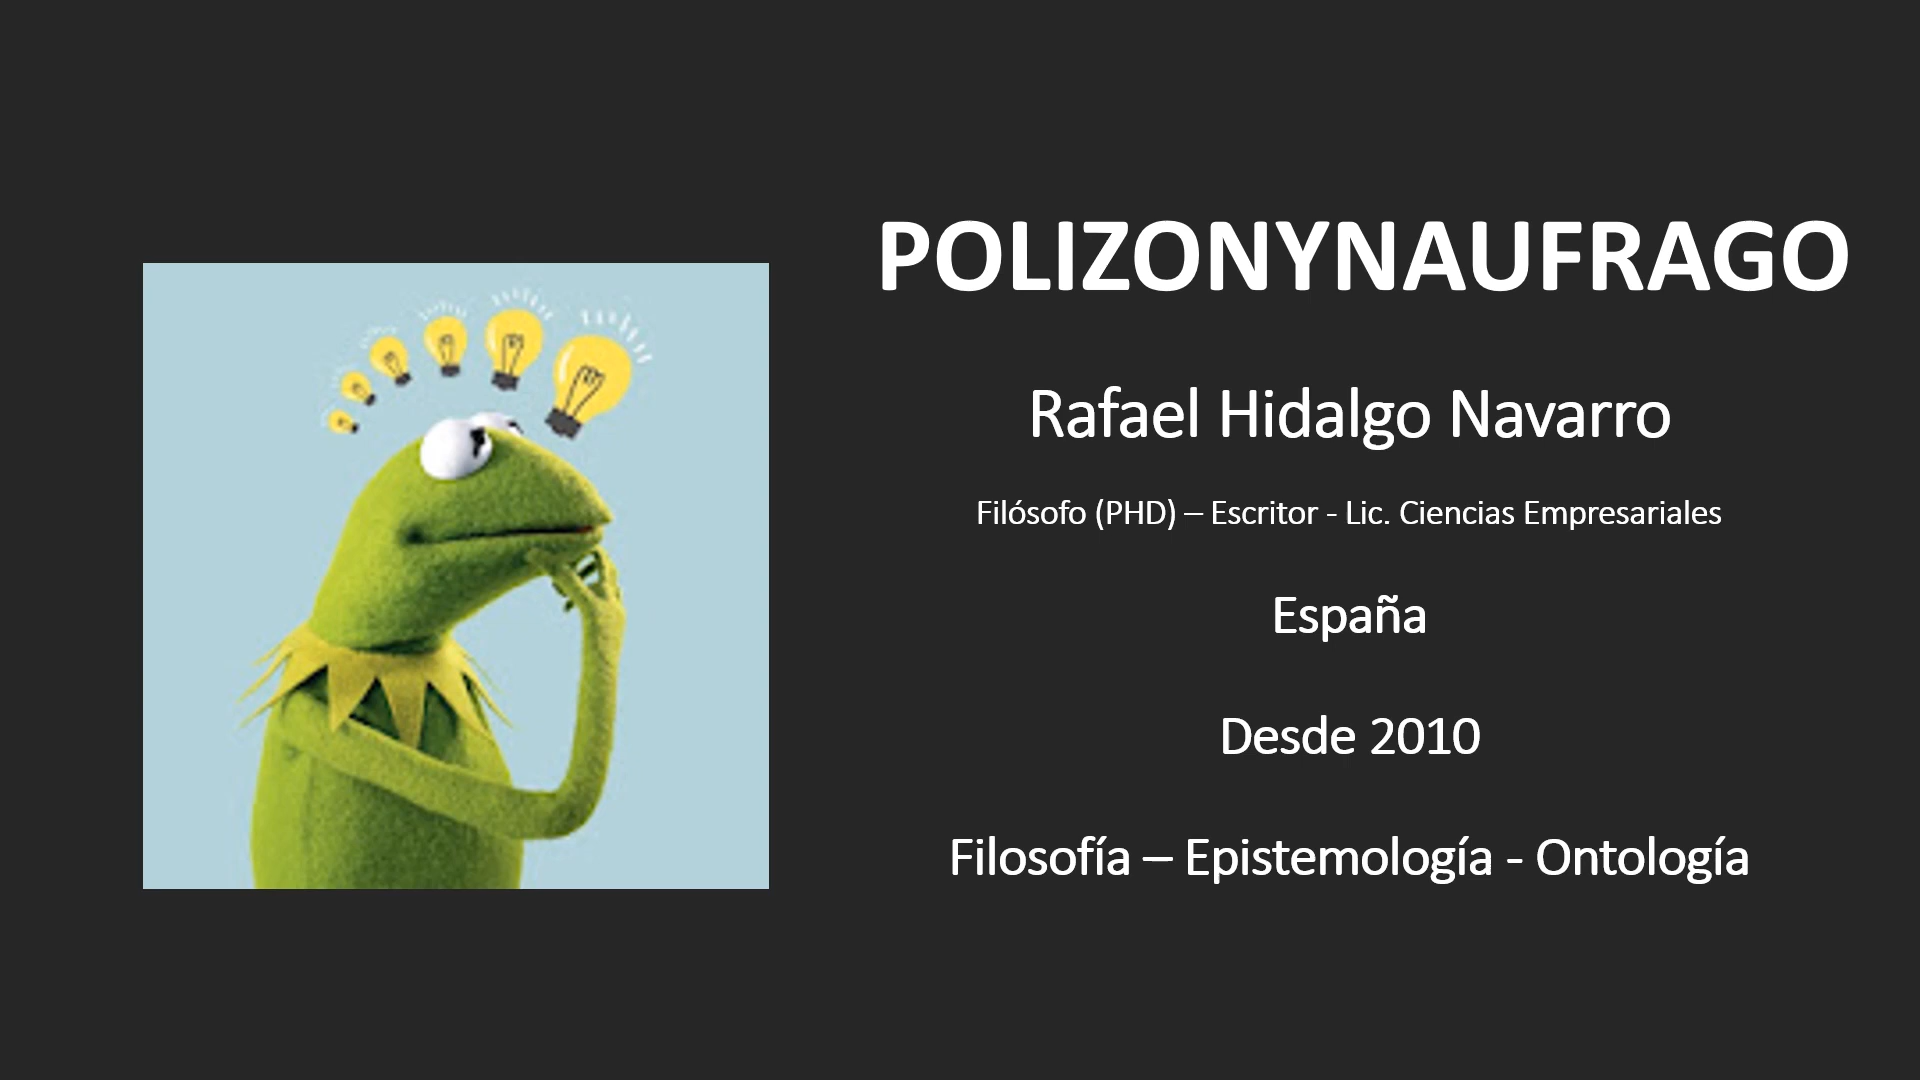 POLIZONYNAUFRAGO
Rafael Hidalgo Navarro
Filósofo (PHD) – Escritor - Lic. Ciencias Empresariales
España
Desde 2010
Filosofía – Epistemología - Ontología